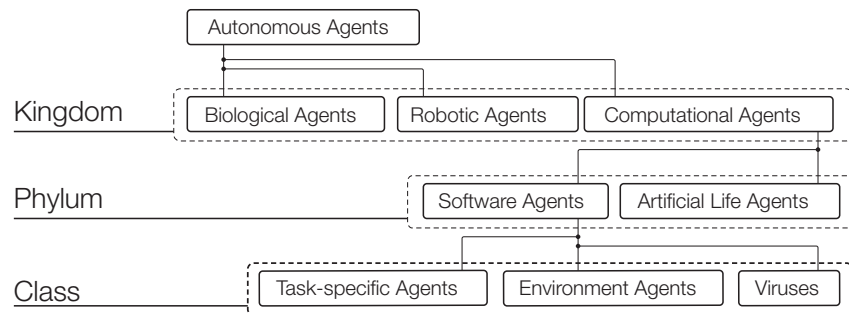 Autonomous Agents
Kingdom
Biological Agents
Robotic Agents
Computational Agents
Phylum
Software Agents
Artificial Life Agents
Class
Task-specific Agents
Environment Agents
Viruses